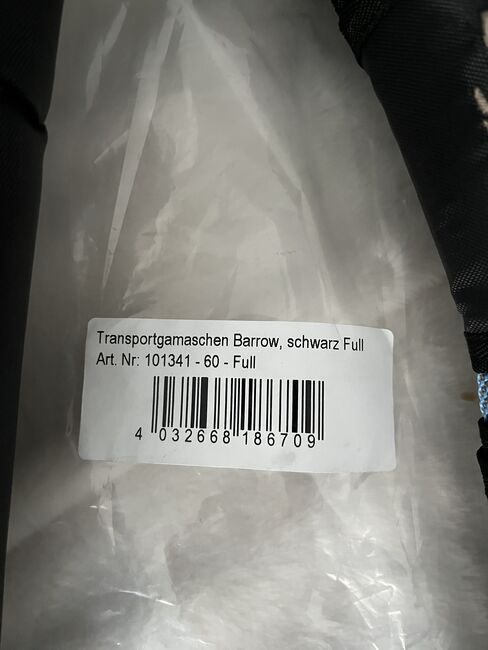 Transportgamaschen Barrow, schwarz Full
Art. Nr: 101341 - 60 - Full
4 032668 186709